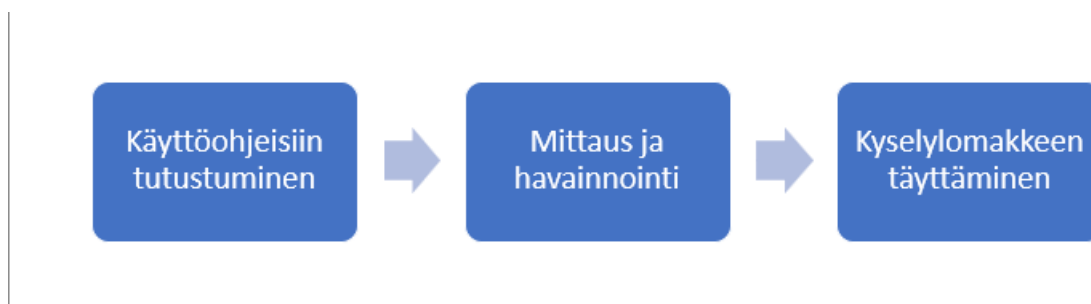 Käyttöohjeisiin
tutustuminen
Mittaus ja
havainnointi
Kyselylomakkeen
täyttäminen